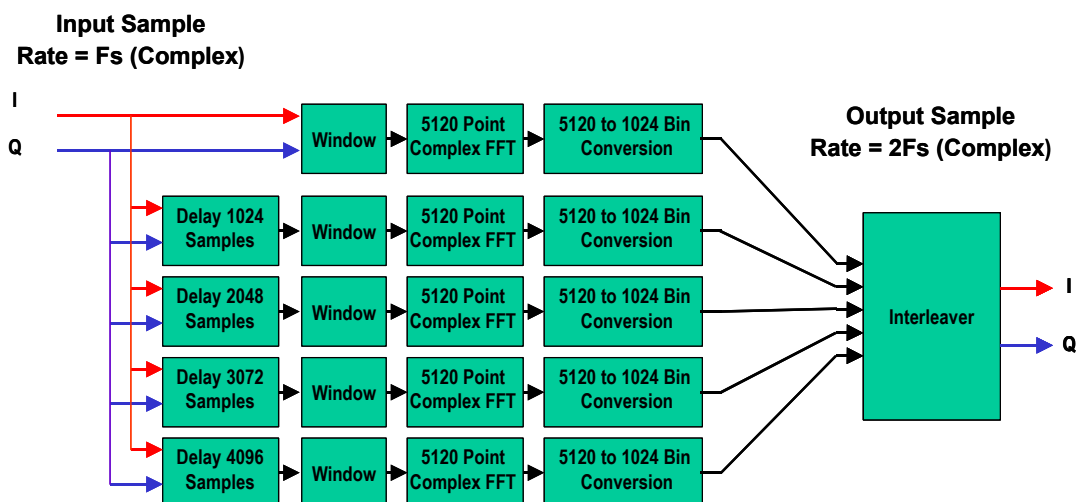 Input Sample
Rate = Fs (Complex)
I
Q
Window
5120 Point
Complex FFT
5120 to 1024 Bin
Conversion
Output Sample
Rate = 2Fs (Complex)
Delay 1024
Samples
Window
5120 Point
Complex FFT
5120 to 1024 Bin
Conversion
Delay 2048
Samples
Window
5120 Point
Complex FFT
5120 to 1024 Bin
Conversion
Interleaver
I
Q
Delay 3072
Samples
Window
5120 Point
Complex FFT
5120 to 1024 Bin
Conversion
Delay 4096
Samples
Window
5120 Point
Complex FFT
5120 to 1024 Bin
Conversion